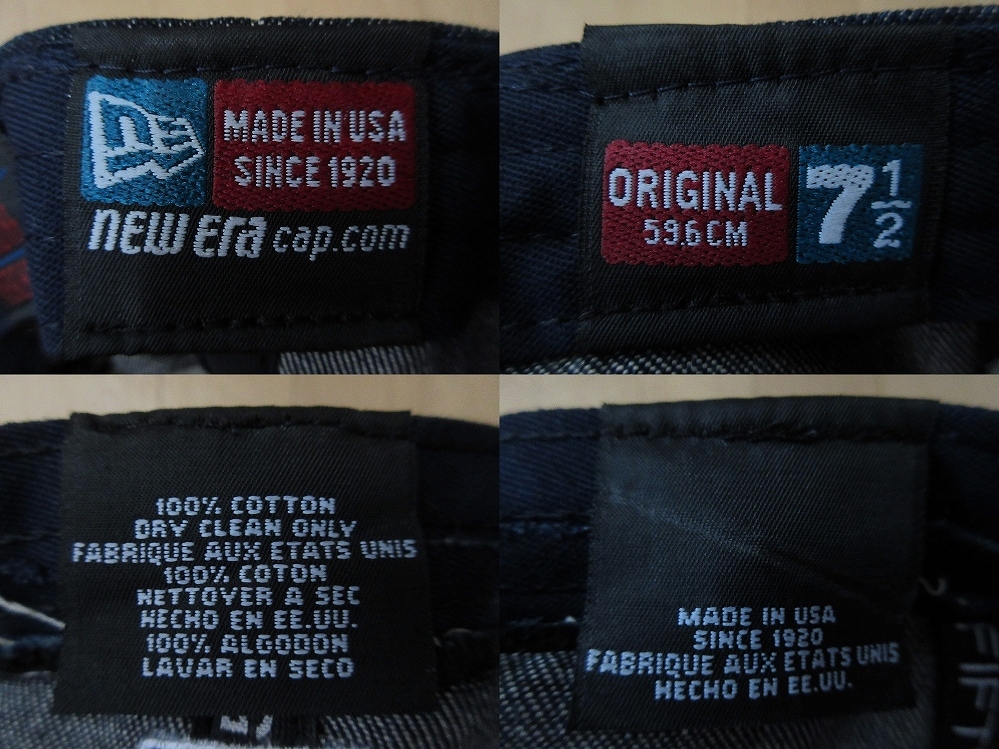 MADE IN USA
SINCE 1920
NEW ERA cap.com
ORIGINAL
59.6CM
7 1/2
100% COTTON
DRY CLEAN ONLY
FABRIQUE AUX ETATS UNIS
100% COTON
NETTOYER A SEC
HECHO EN EE.UU.
100% ALGODON
LAVAR EN SECO
MADE IN USA
SINCE 1920
FABRIQUE AUX ETATS UNIS
HECHO EN EE.UU.